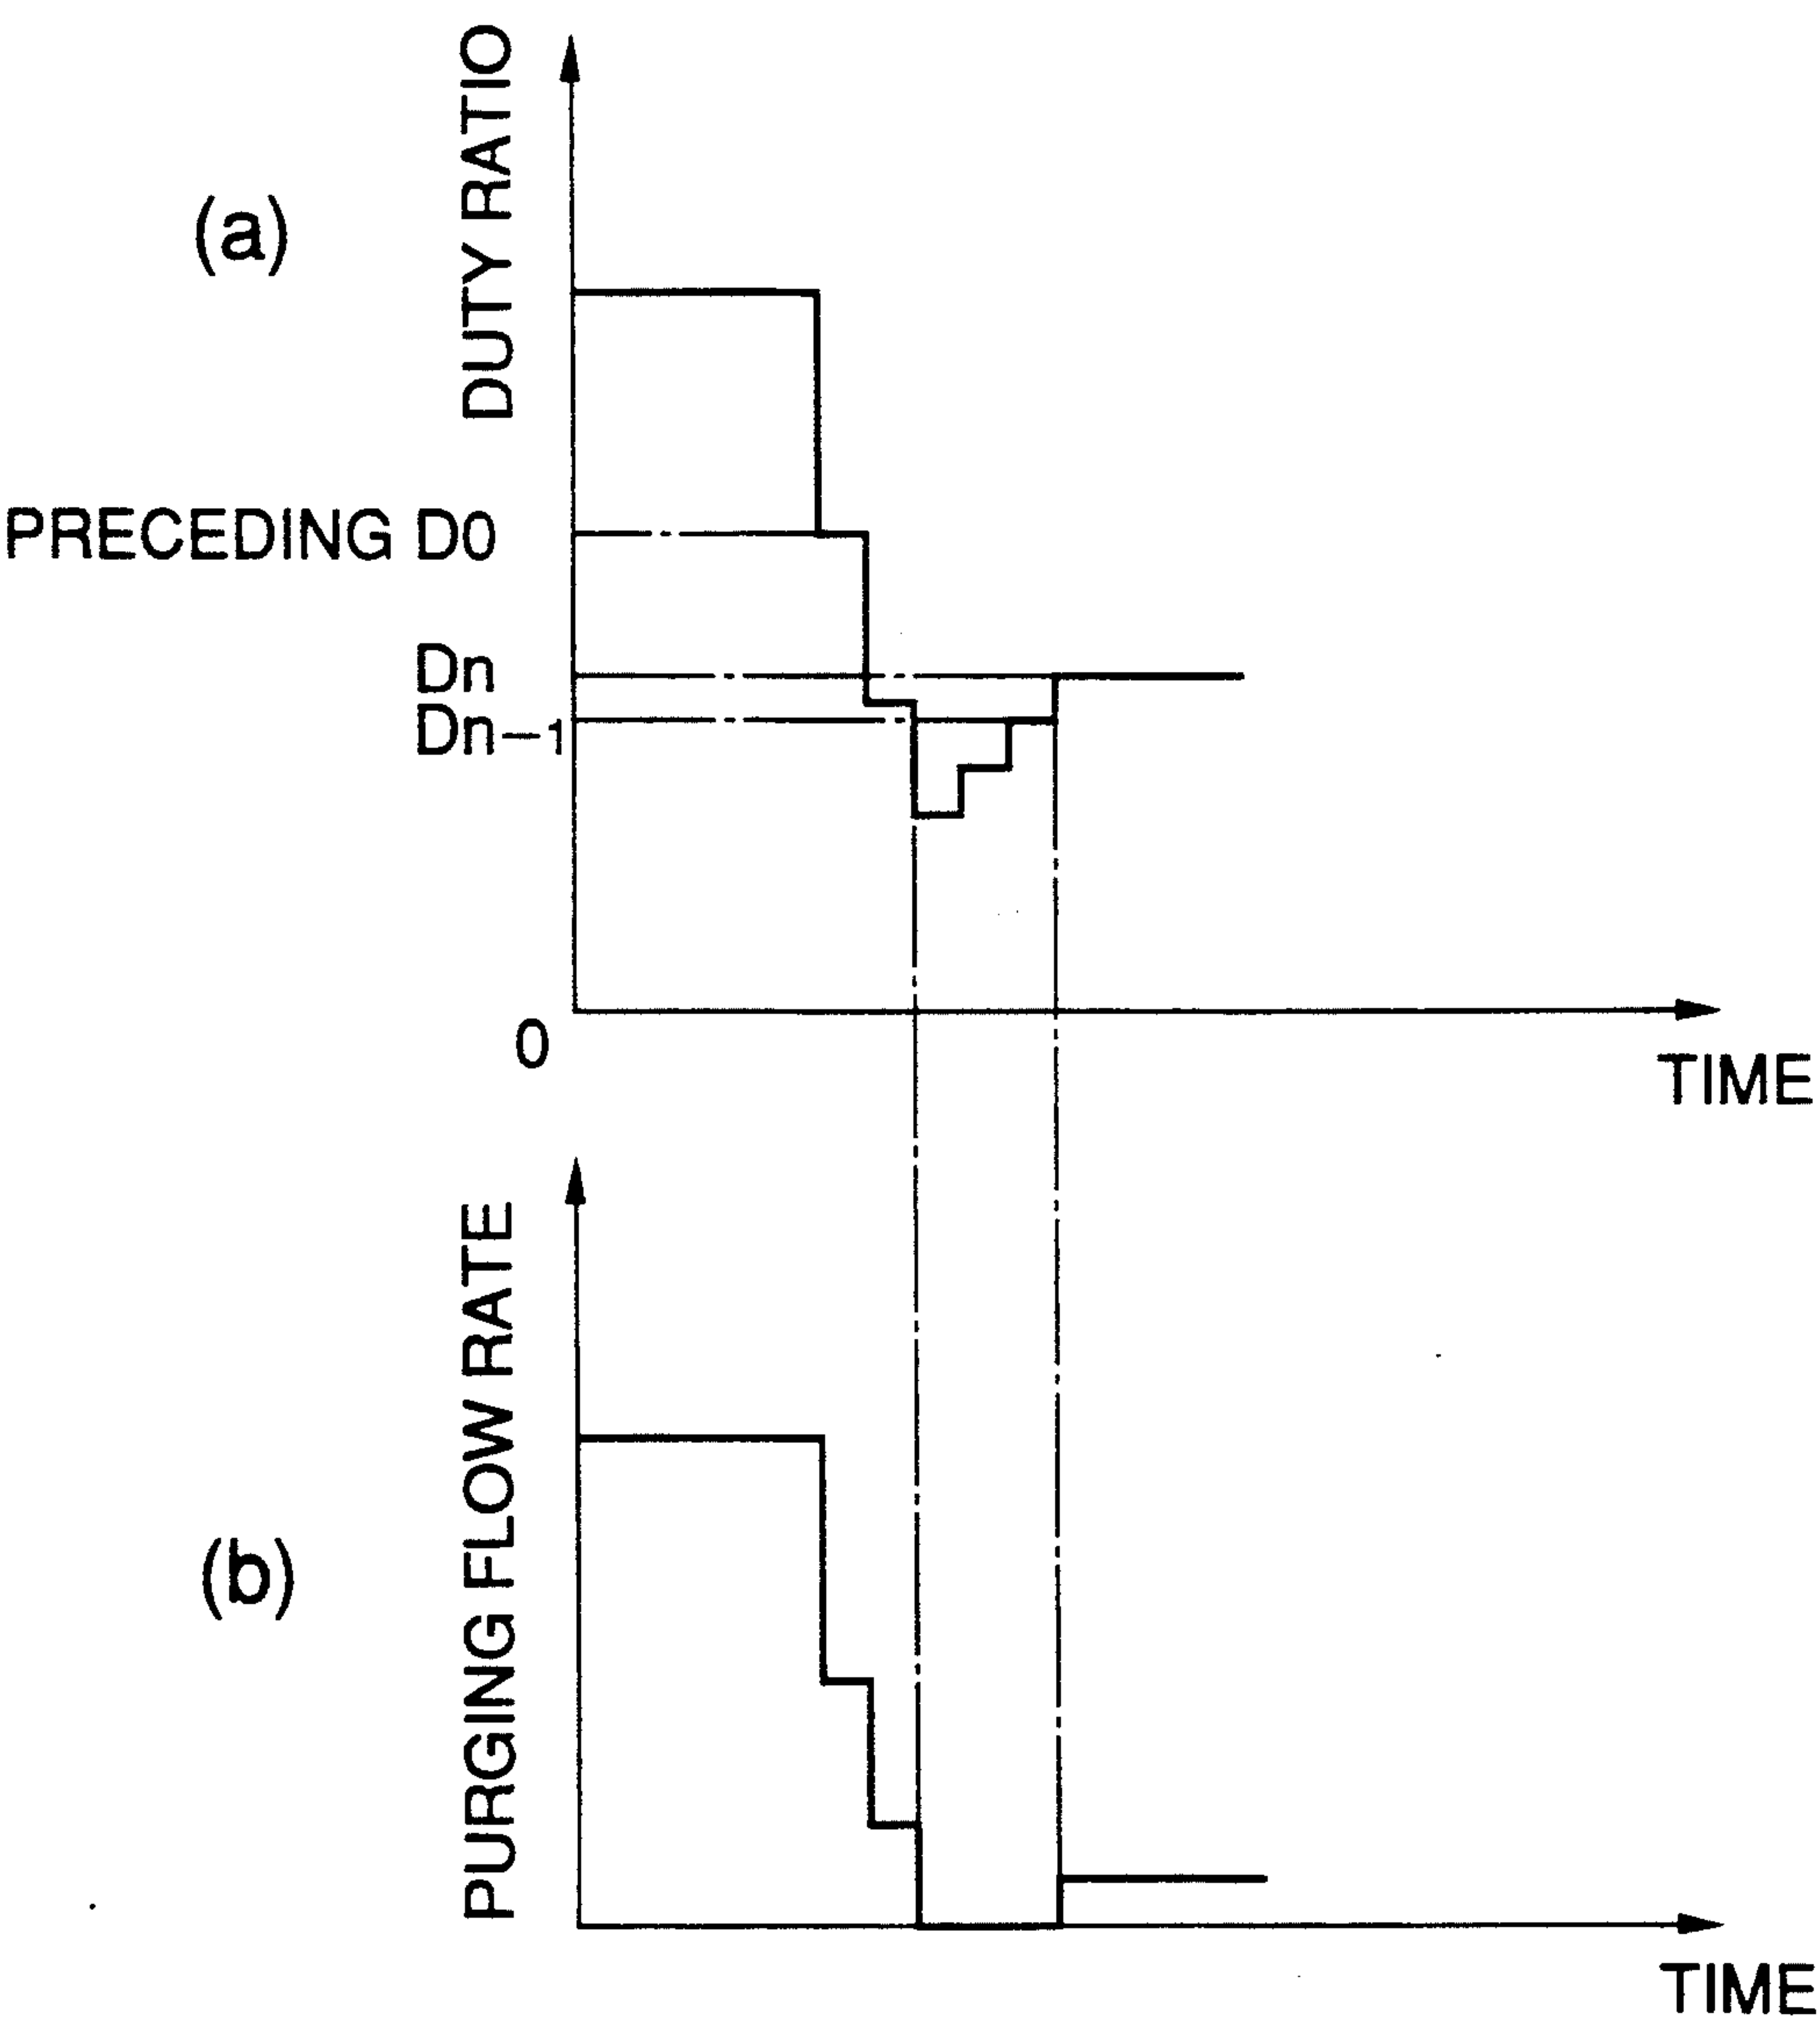 (a)
DUTY RATIO
PRECEDING D0
Dn
Dn-1
0
TIME
(b)
PURGING FLOW RATE
TIME